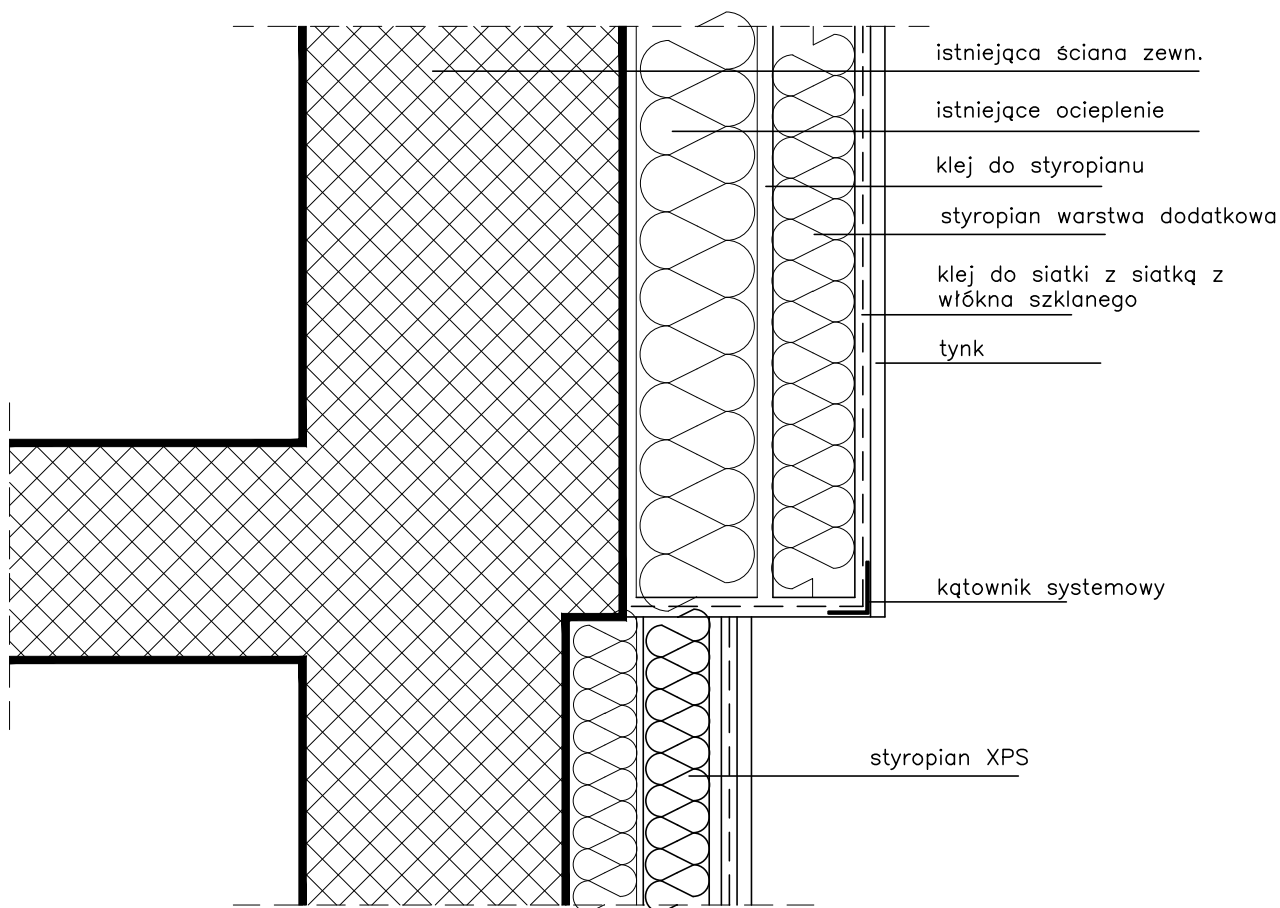 istniejąca ściana zewn.
istniejące ocieplenie
klej do styropianu
styropian warstwa dodatkowa
klej do siatki z siatką z
włókna szklanego
tynk
kątownik systemowy
styropian XPS